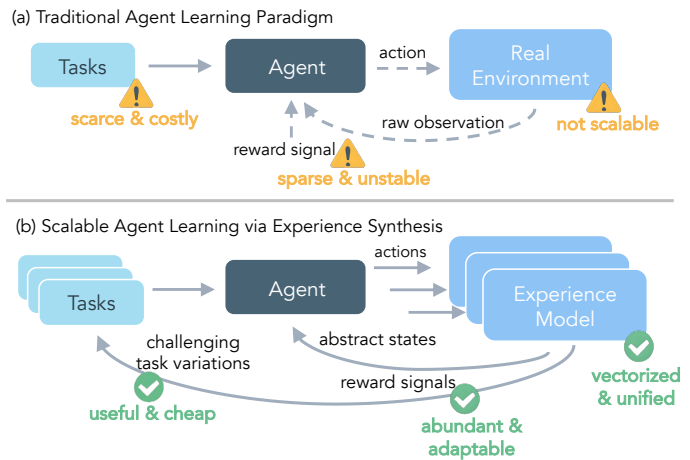 (a) Traditional Agent Learning Paradigm
Tasks
scarce & costly
Agent
action
Real
Environment
not scalable
raw observation
reward signal
sparse & unstable
(b) Scalable Agent Learning via Experience Synthesis
Tasks
Agent
actions
Experience
Model
vectorized
& unified
abstract states
challenging
task variations
useful & cheap
reward signals
abundant &
adaptable